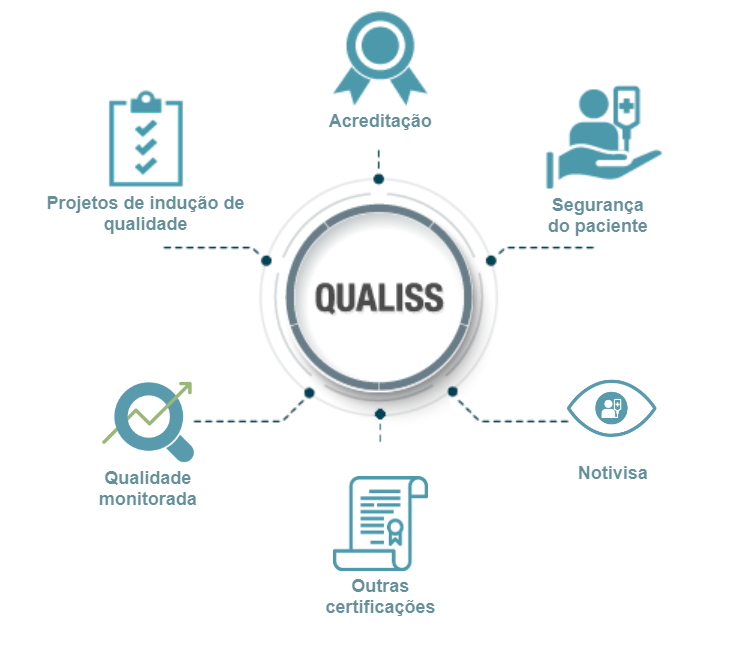 Acreditação
Projetos de indução de
qualidade
Segurança
do paciente
QUALISS
Qualidade
monitorada
Notivisa
Outras
certificações